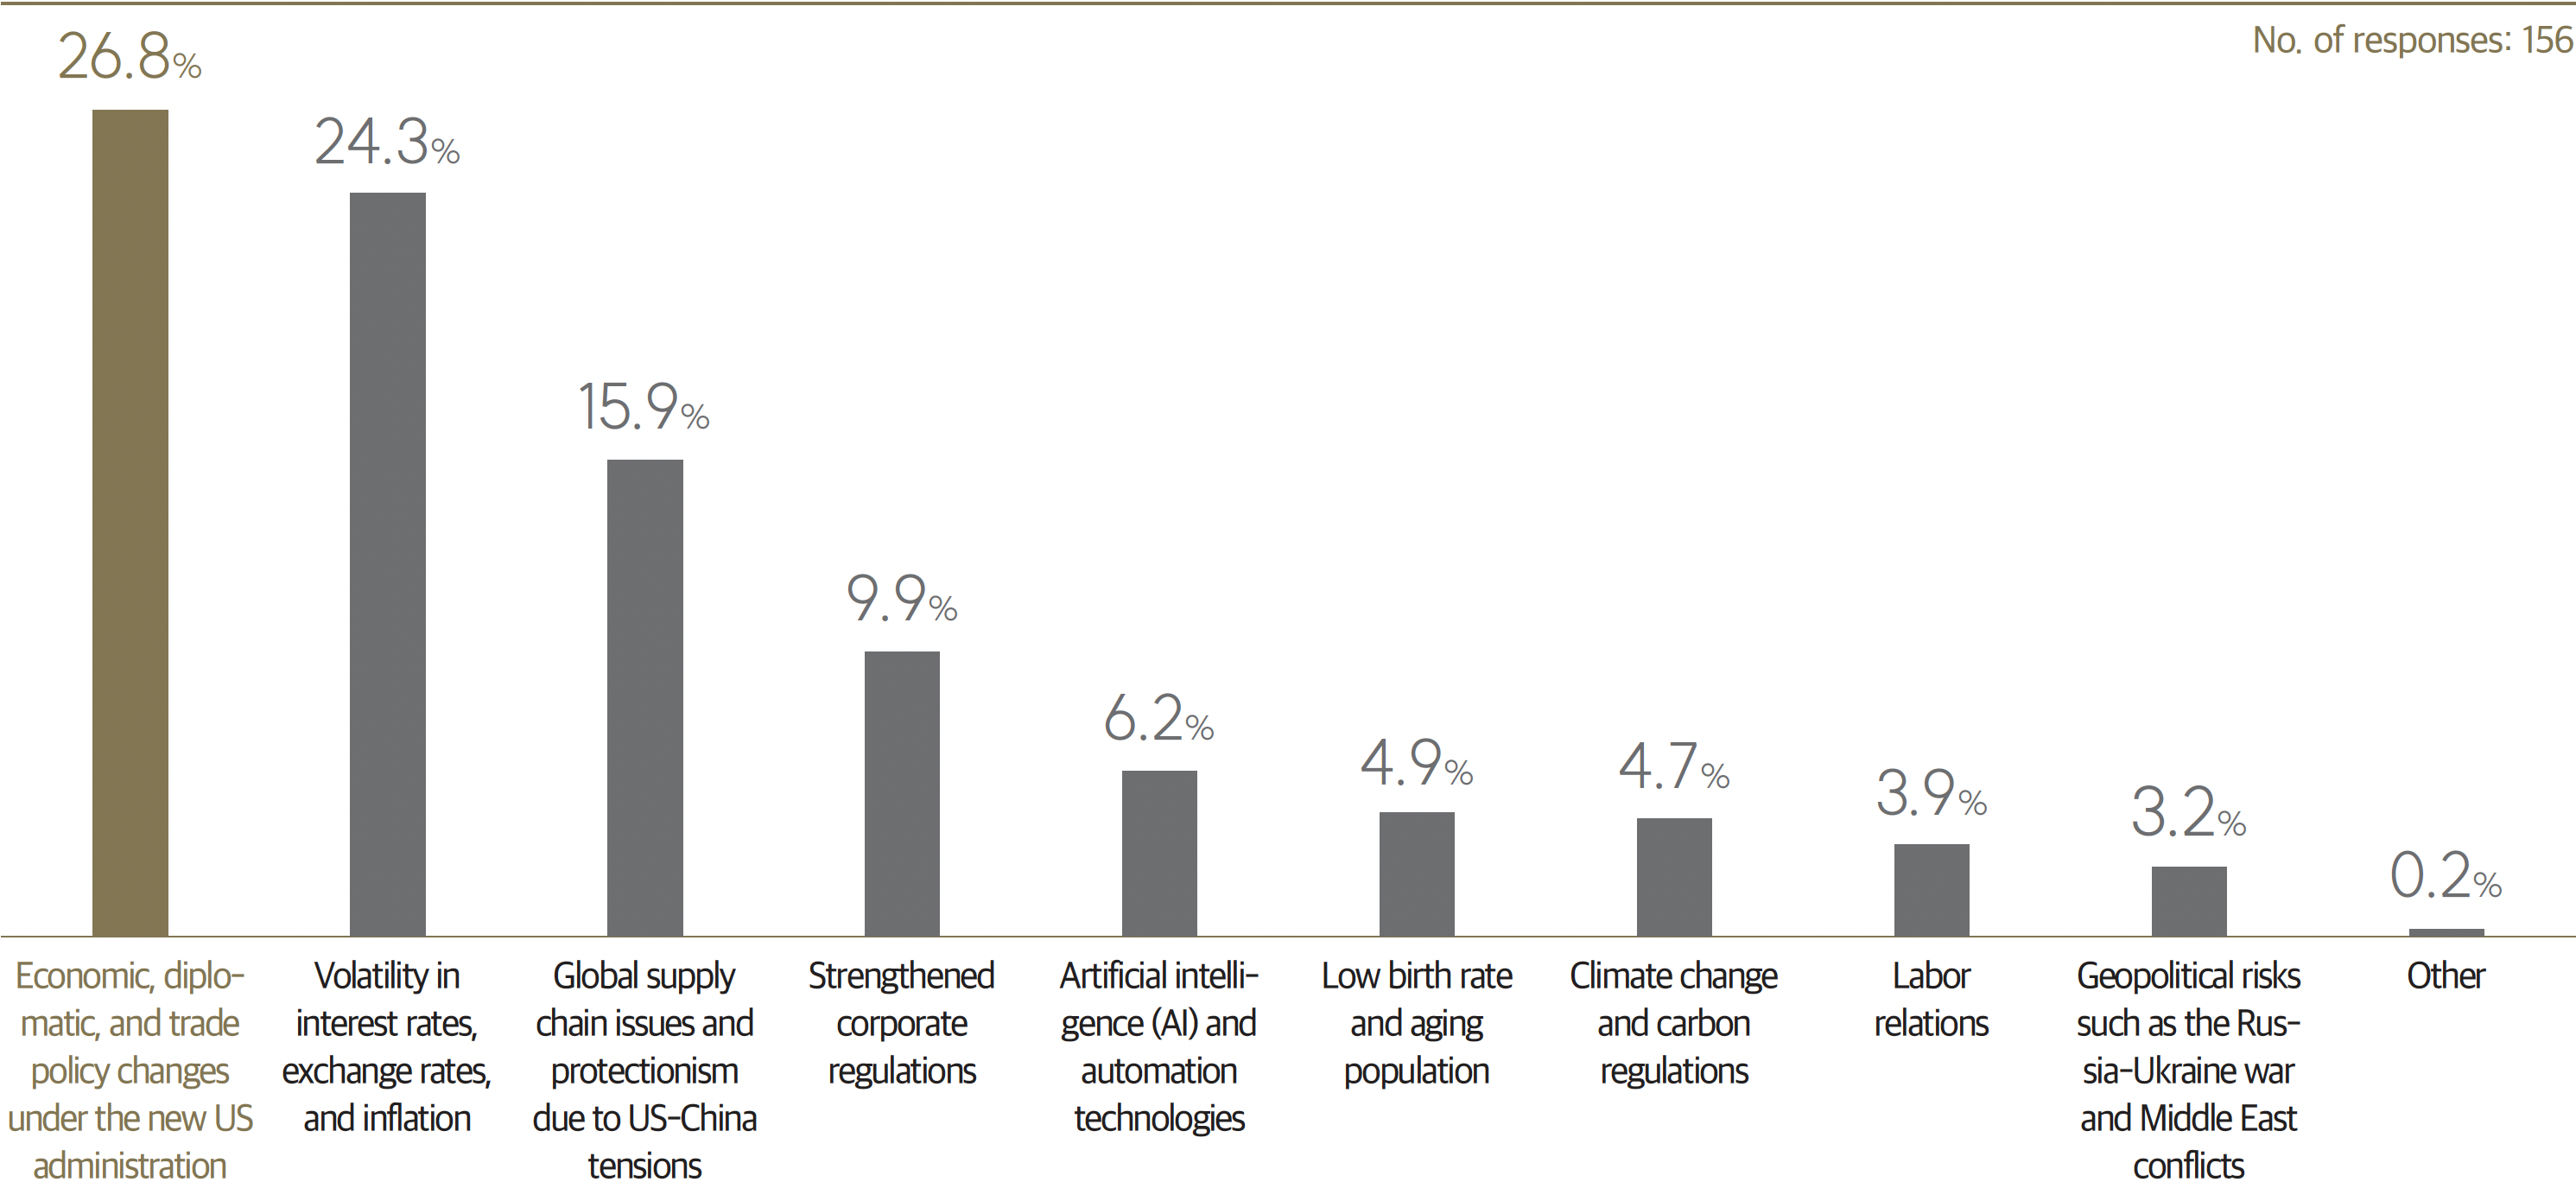 No. of responses: 156
26.8%
24.3%
15.9%
9.9%
6.2%
4.9%
4.7%
3.9%
3.2%
0.2%
Economic, diplo-
matic, and trade
policy changes
under the new US
administration
Volatility in
interest rates,
exchange rates,
and inflation
Global supply
chain issues and
protectionism
due to US-China
tensions
Strengthened
corporate
regulations
Artificial intelli-
gence (AI) and
automation
technologies
Low birth rate
and aging
population
Climate change
and carbon
regulations
Labor
relations
Geopolitical risks
such as the Rus-
sia-Ukraine war
and Middle East
conflicts
Other